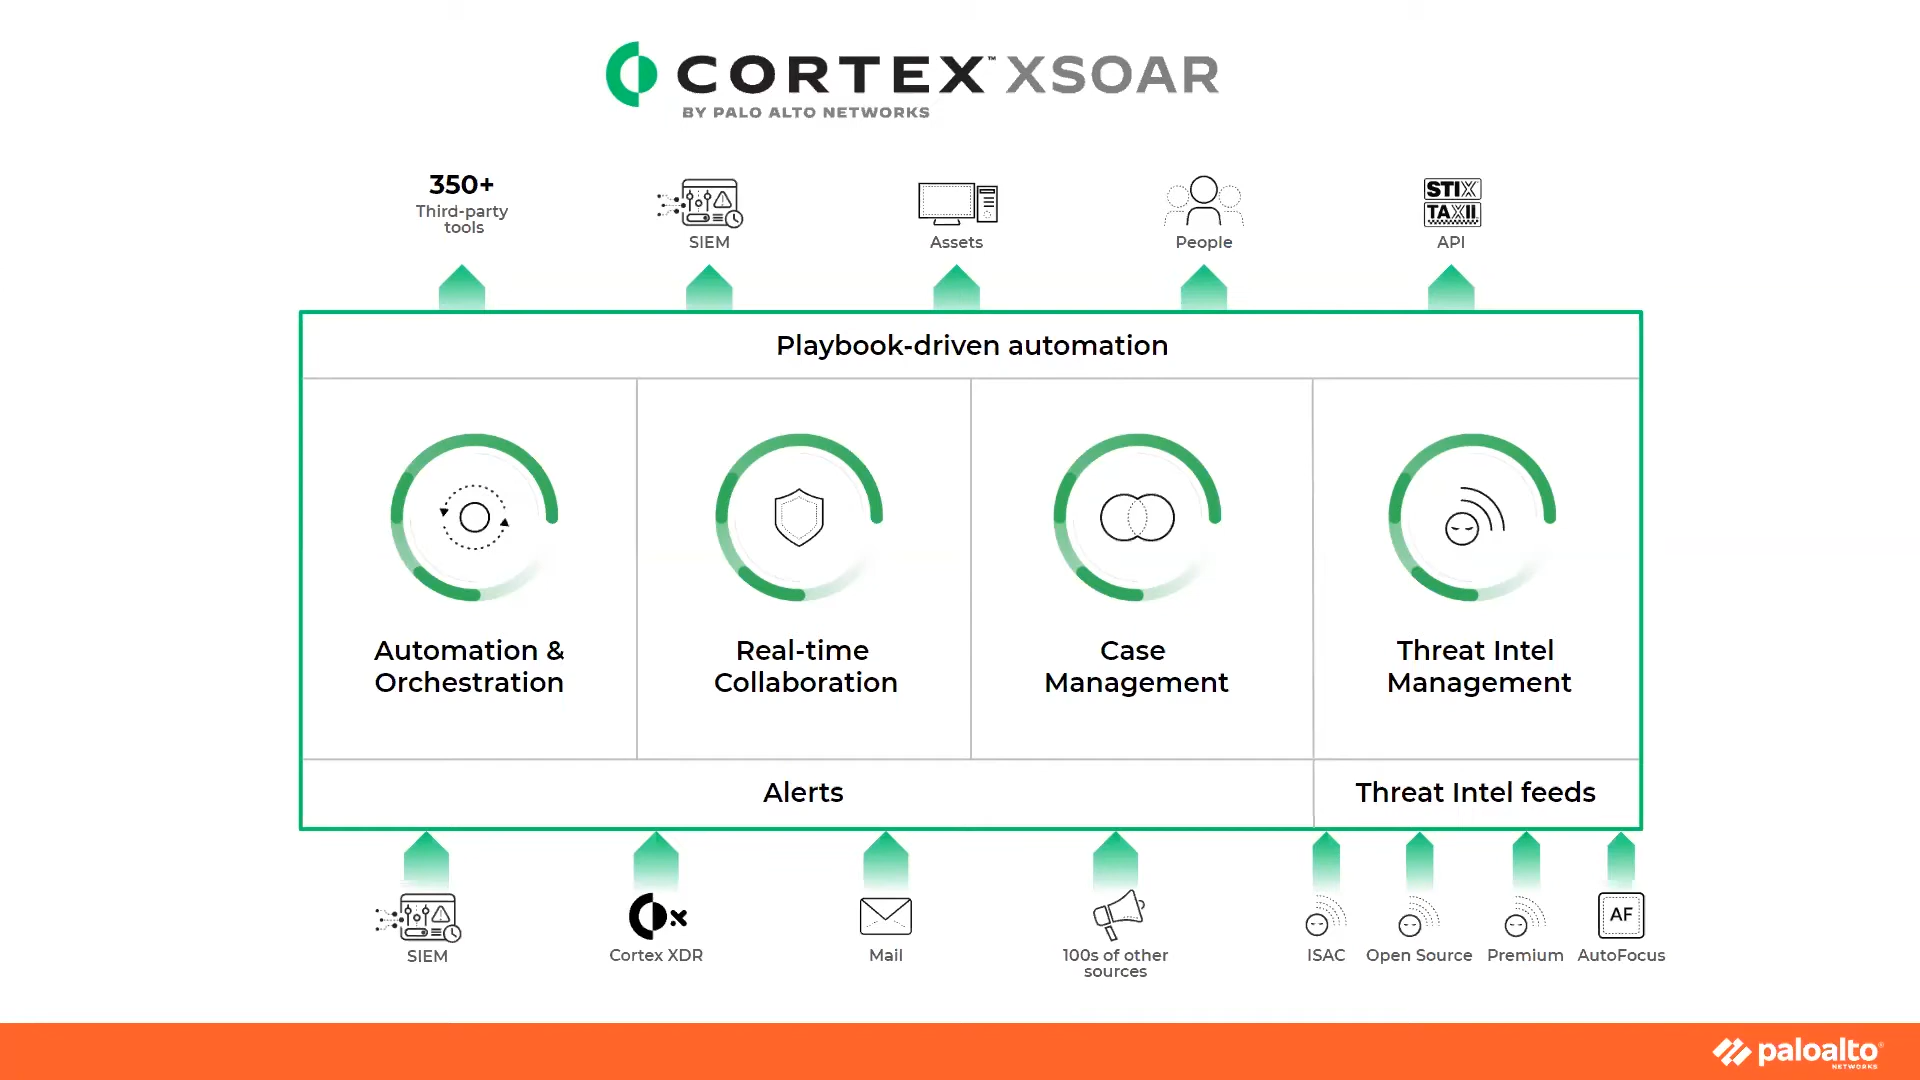 CORTEX™ XSOAR
BY PALO ALTO NETWORKS
350+
Third-party
tools
SIEM
Assets
People
STIX
TAXII
API
Playbook-driven automation
Automation &
Orchestration
Real-time
Collaboration
Case
Management
Threat Intel
Management
Alerts
Threat Intel feeds
SIEM
Cortex XDR
Mail
100s of other
sources
ISAC
Open Source
Premium
AF
AutoFocus
paloalto®
NETWORKS